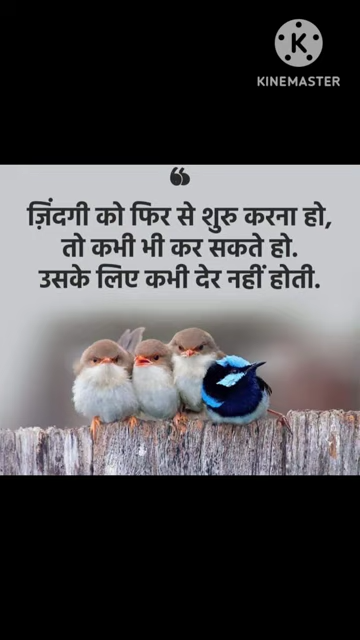 KINEMASTER
❝
ज़िंदगी को फिर से शुरु करना हो,
तो कभी भी कर सकते हो.
उसके लिए कभी देर नहीं होती.